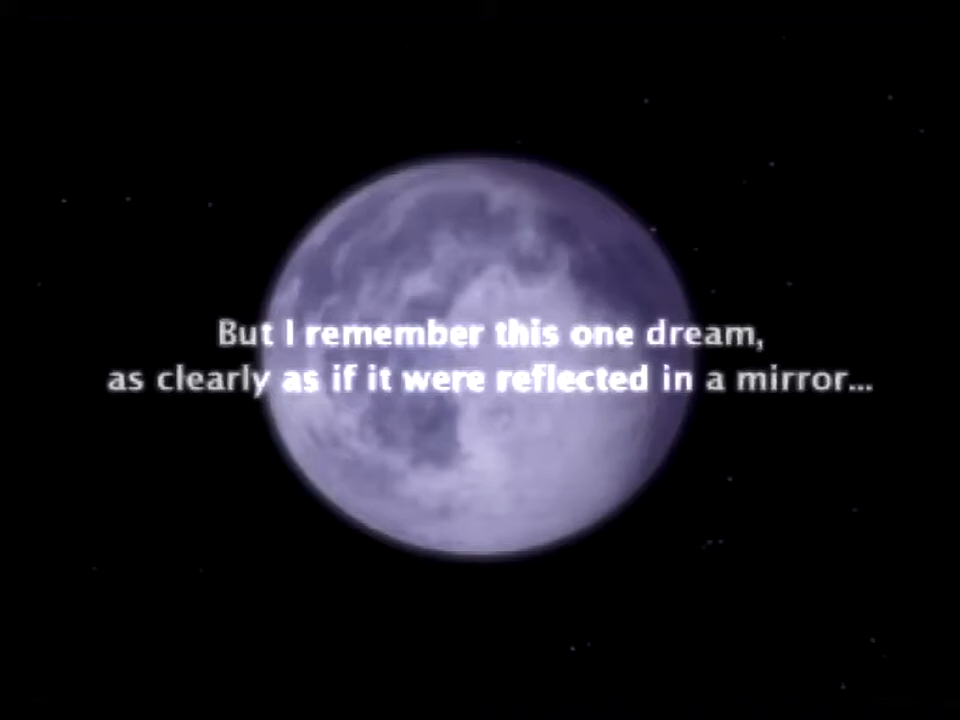 But I remember this one dream,
as clearly as if it were reflected in a mirror...